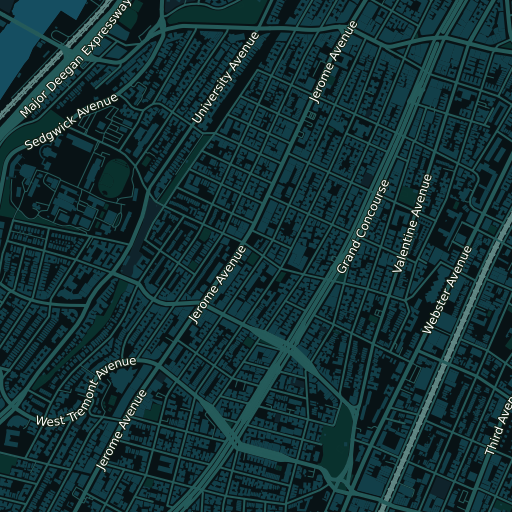 Major Deegan Expressway
University Avenue
Jerome Avenue
Sedgwick Avenue
Grand Concourse
Valentine Avenue
Jerome Avenue
Webster Avenue
West Tremont Avenue
Jerome Avenue
Third Aven